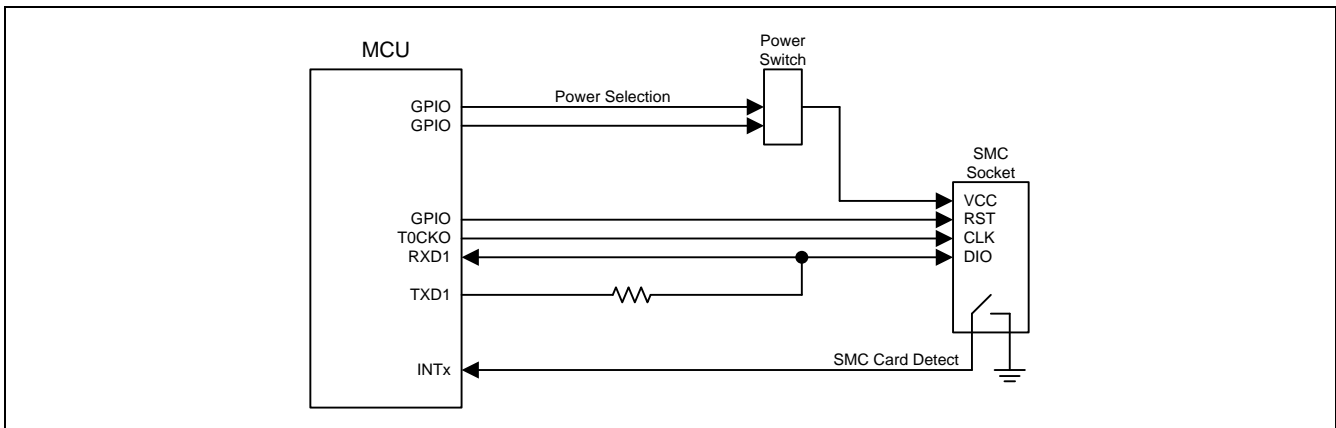 MCU
Power
Switch
GPIO
Power Selection
GPIO
SMC
Socket
VCC
GPIO
RST
T0CKO
CLK
RXD1
DIO
TXD1
SMC Card Detect
INTx